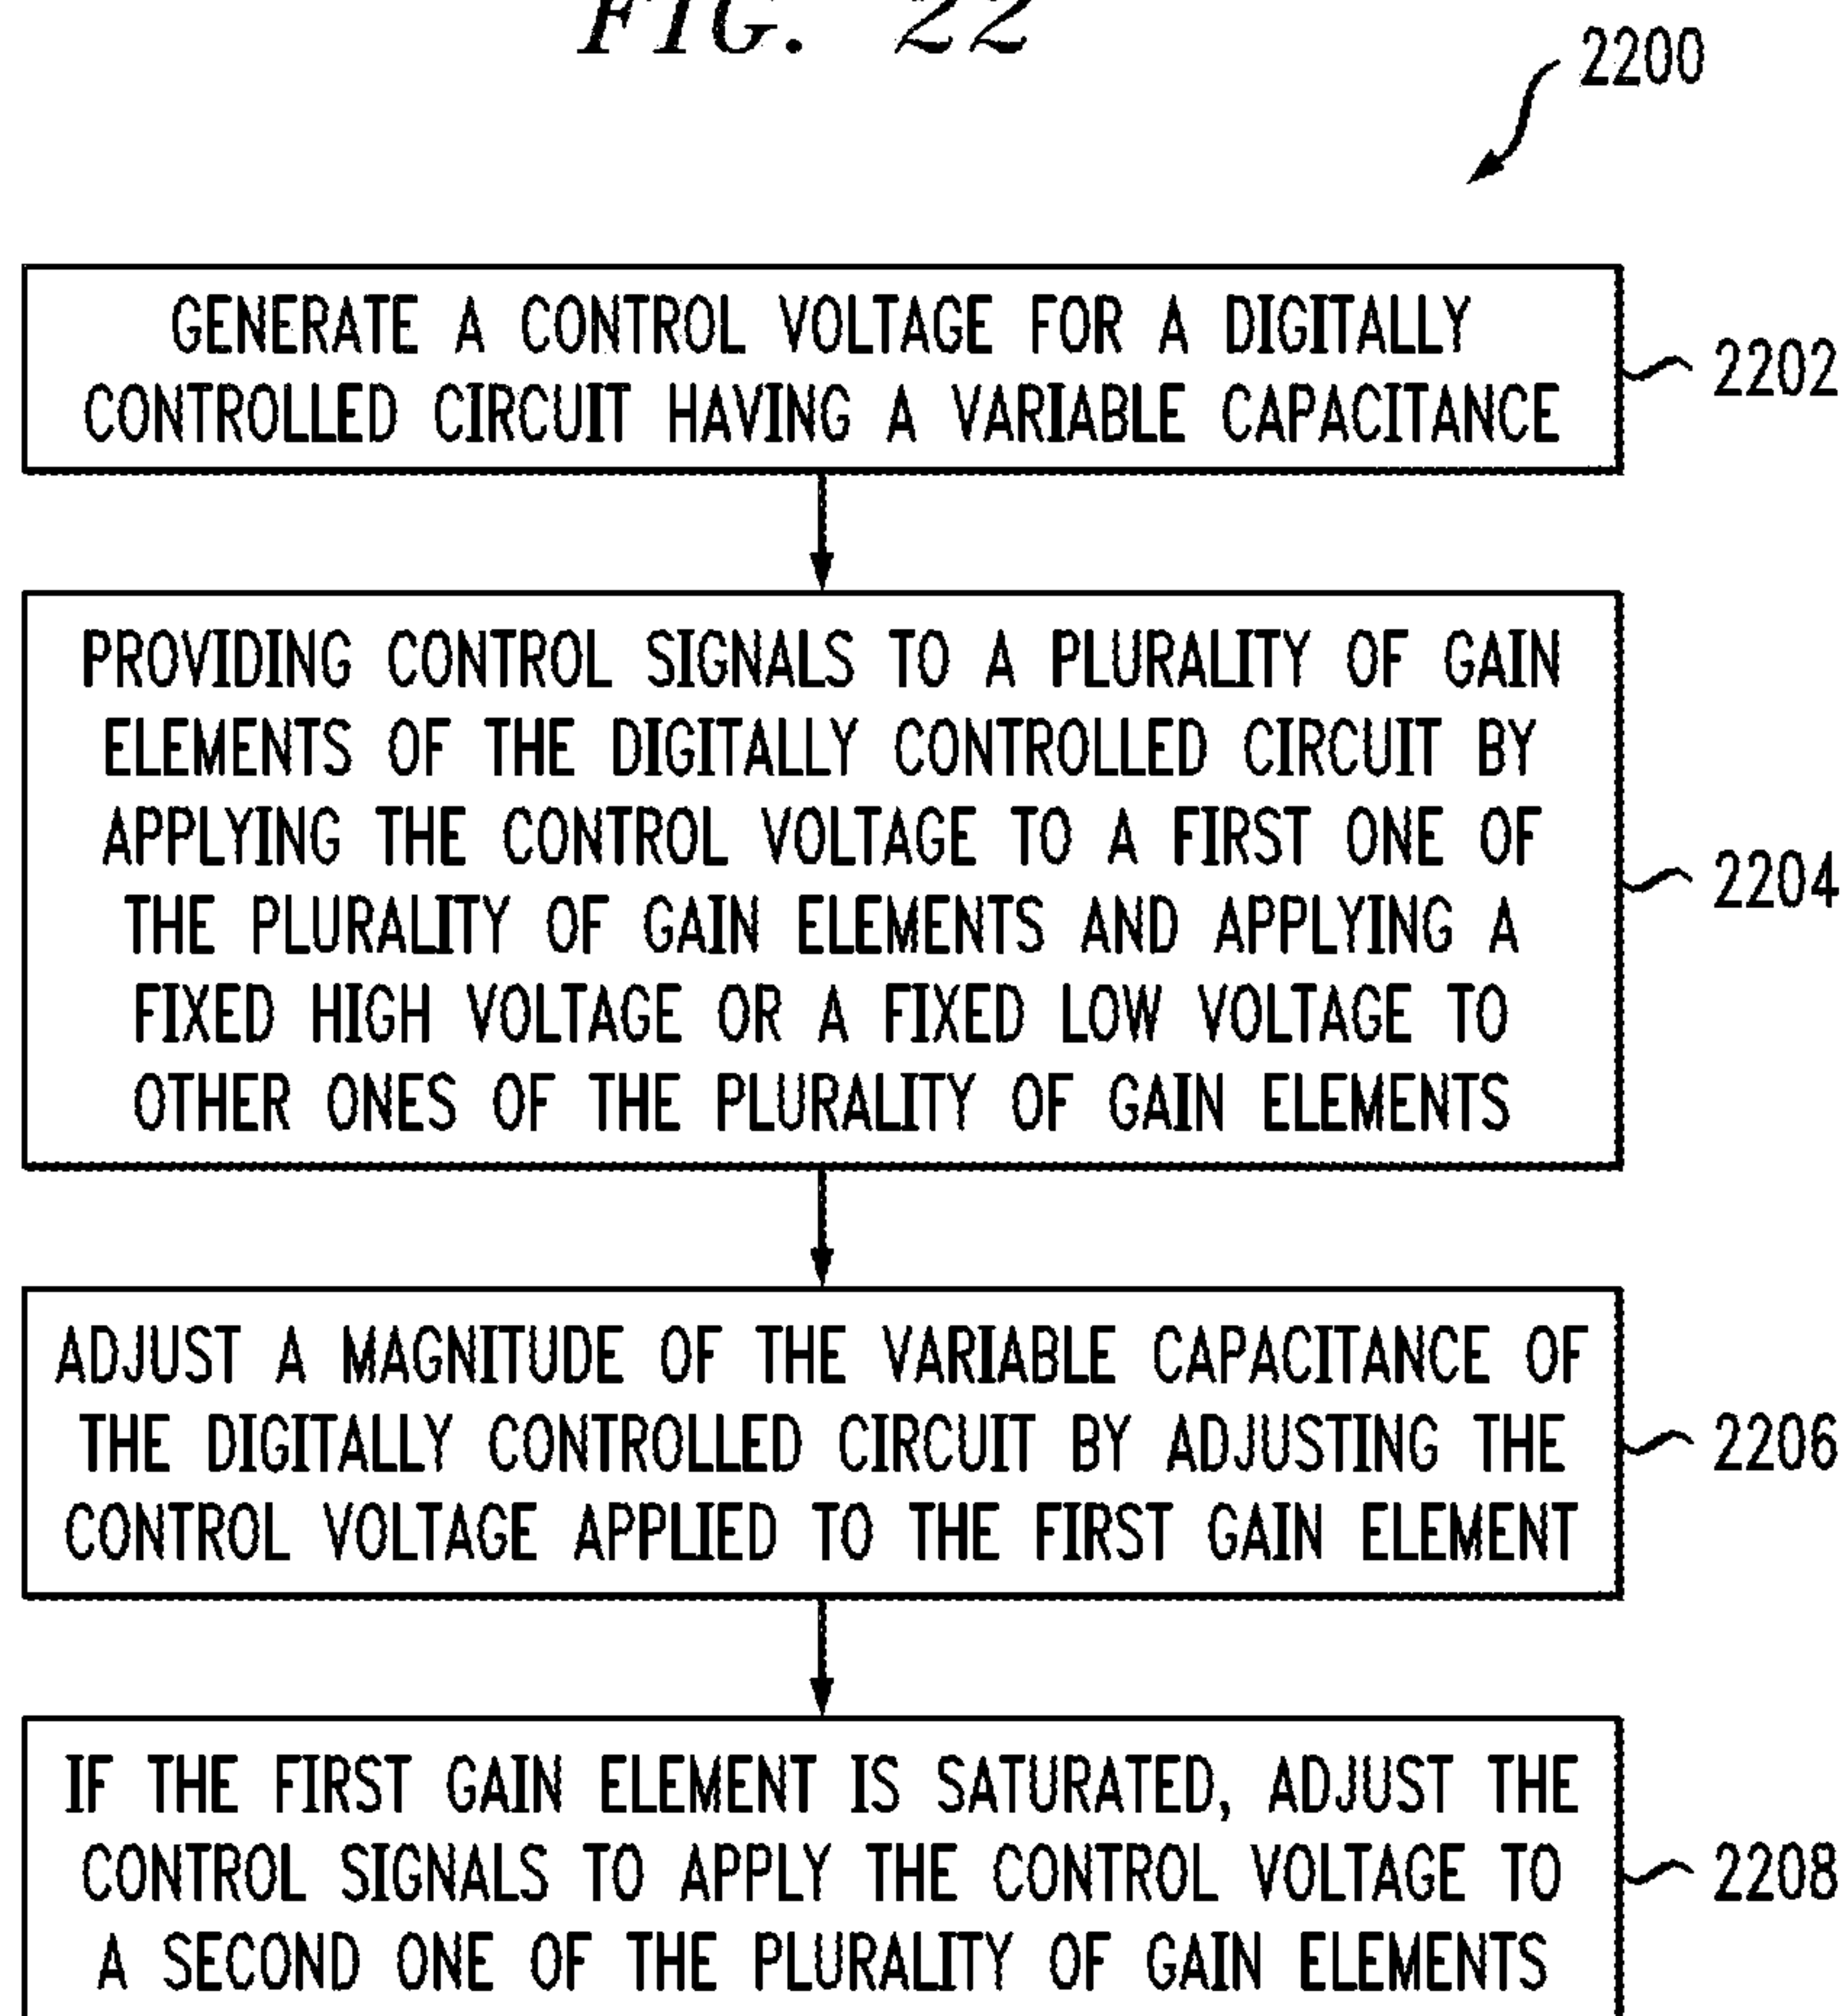 FIG. 22
2200
GENERATE A CONTROL VOLTAGE FOR A DIGITALLY
CONTROLLED CIRCUIT HAVING A VARIABLE CAPACITANCE
2202
PROVIDING CONTROL SIGNALS TO A PLURALITY OF GAIN
ELEMENTS OF THE DIGITALLY CONTROLLED CIRCUIT BY
APPLYING THE CONTROL VOLTAGE TO A FIRST ONE OF
THE PLURALITY OF GAIN ELEMENTS AND APPLYING A
FIXED HIGH VOLTAGE OR A FIXED LOW VOLTAGE TO
OTHER ONES OF THE PLURALITY OF GAIN ELEMENTS
2204
ADJUST A MAGNITUDE OF THE VARIABLE CAPACITANCE OF
THE DIGITALLY CONTROLLED CIRCUIT BY ADJUSTING THE
CONTROL VOLTAGE APPLIED TO THE FIRST GAIN ELEMENT
2206
IF THE FIRST GAIN ELEMENT IS SATURATED, ADJUST THE
CONTROL SIGNALS TO APPLY THE CONTROL VOLTAGE TO
A SECOND ONE OF THE PLURALITY OF GAIN ELEMENTS
2208